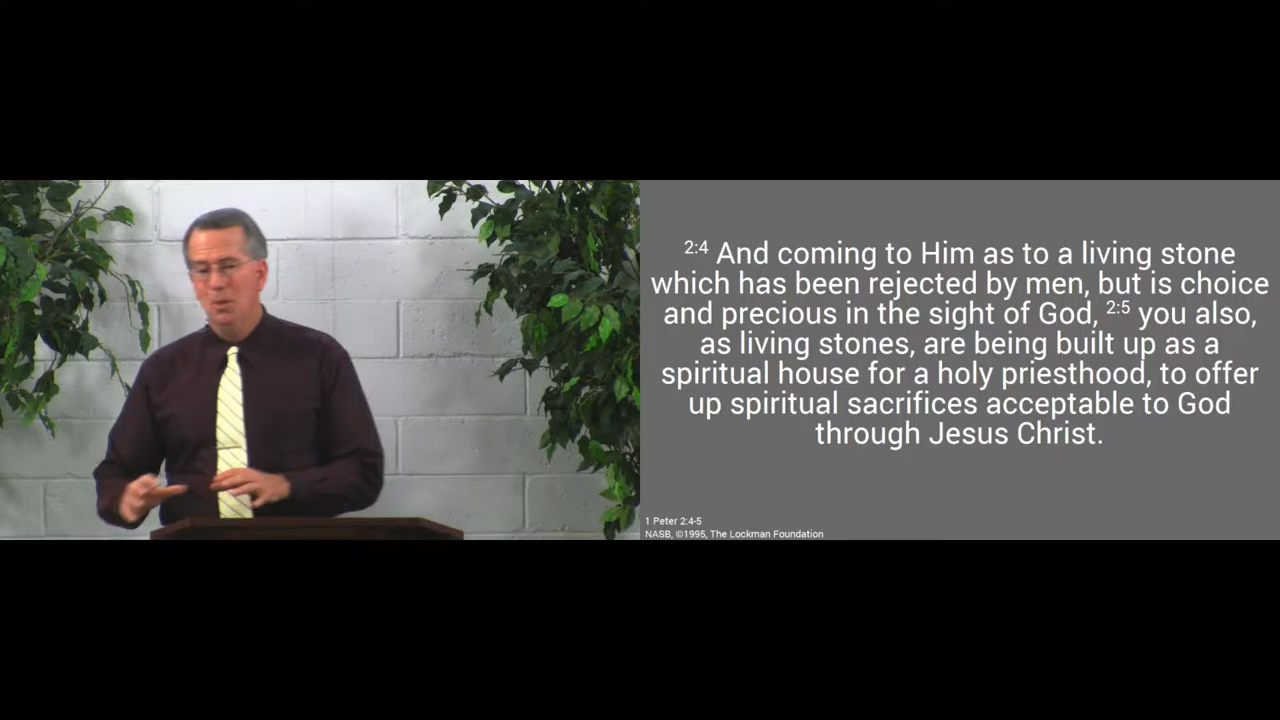 2:4 And coming to Him as to a living stone
which has been rejected by men, but is choice
and precious in the sight of God, 2:5 you also,
as living stones, are being built up as a
spiritual house for a holy priesthood, to offer
up spiritual sacrifices acceptable to God
through Jesus Christ.
1 Peter 2:4-5
NASB, ©1995, The Lockman Foundation